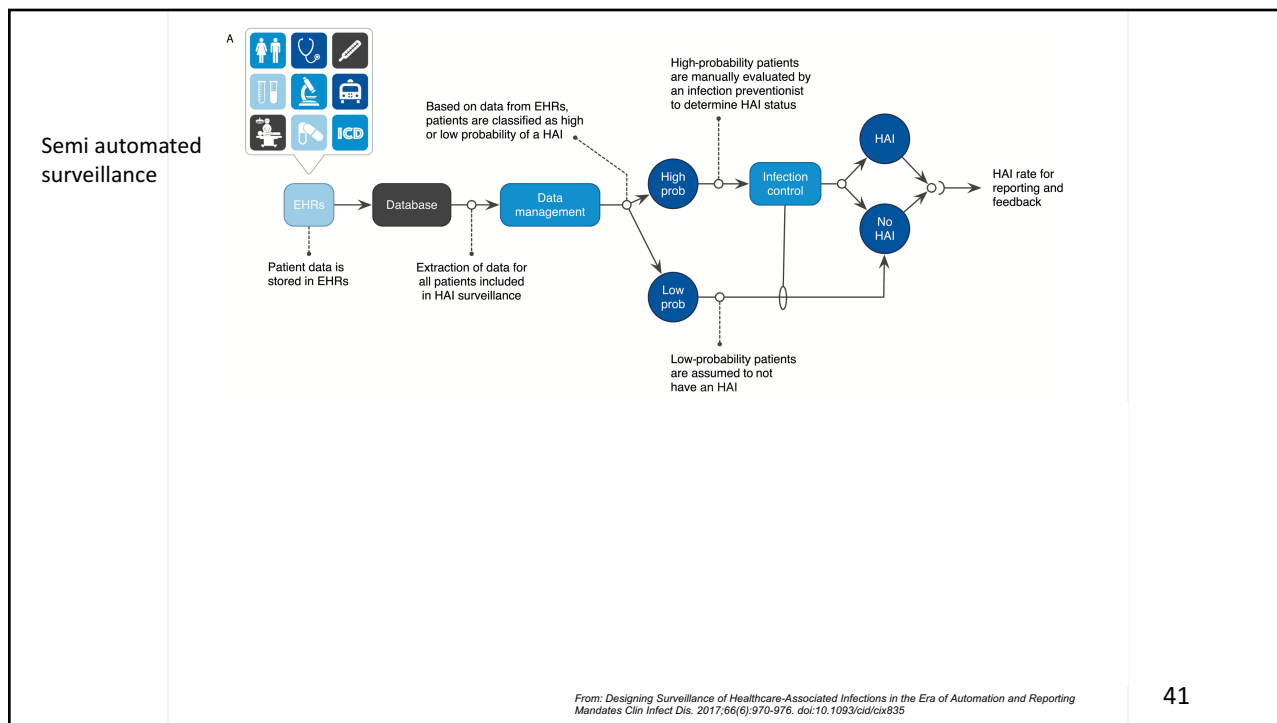 A
ICD
Semi automated
surveillance
Based on data from EHRs,
patients are classified as high
or low probability of a HAI
High-probability patients
are manually evaluated by
an infection preventionist
to determine HAI status
EHRs
Database
Data
management
High
prob
Infection
control
HAI
No
HAI
HAI rate for
reporting and
feedback
Patient data is
stored in EHRs
Extraction of data for
all patients included
in HAI surveillance
Low
prob
Low-probability patients
are assumed to not
have an HAI
From: Designing Surveillance of Healthcare-Associated Infections in the Era of Automation and Reporting
Mandates Clin Infect Dis. 2017;66(6):970-976. doi:10.1093/cid/cix835
41